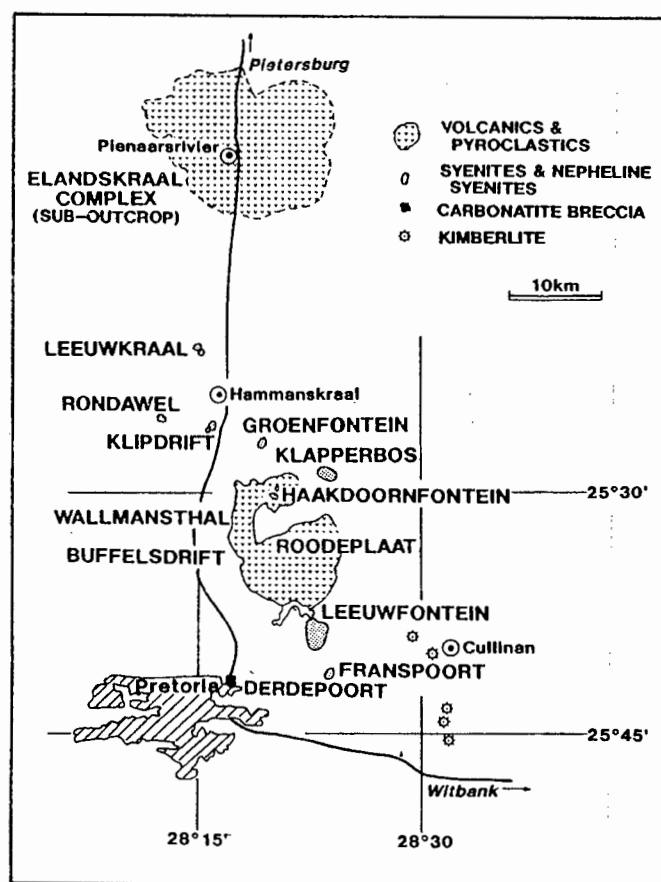 Pietersburg
Pienaarsrivier
ELANDSKRAAL
COMPLEX
(SUB-OUTCROP)
VOLCANICS &
PYROCLASTICS
SYENITES & NEPHELINE
SYENITES
CARBONATITE BRECCIA
KIMBERLITE
10km
LEEUWKRAAL
Hammanskraal
RONDAWEL
KLIPDRIFT
GROENFONTEIN
KLAPPERBOS
HAAKDOORNFONTEIN
25°30'
WALLMANSTHAL
ROODEPLAAT
BUFFELSDRIFT
LEEUWFONTEIN
Cullinan
FRANSPOORT
Pretoria
DERDEPOORT
25°45'
Witbank
28°15'
28°30